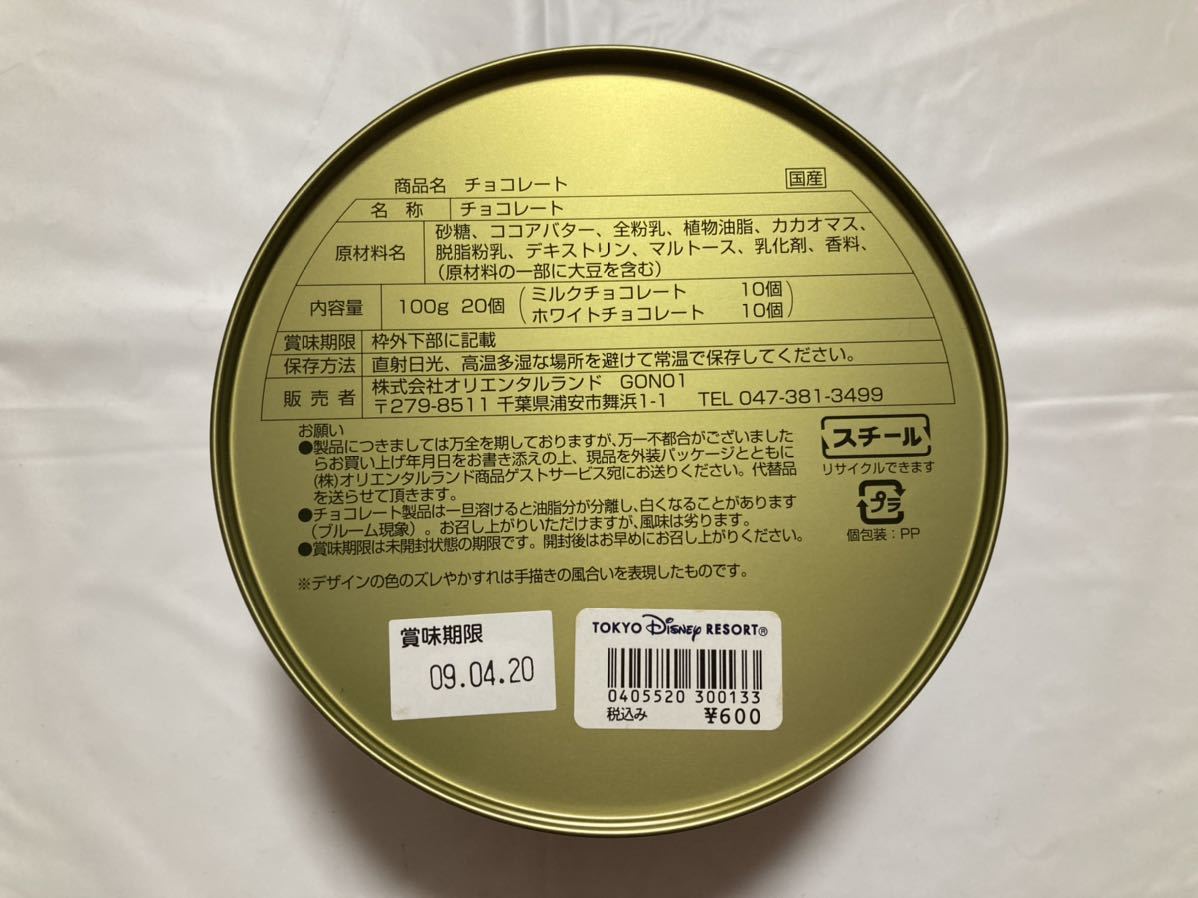 商品名 チョコレート 国産
名 称 チョコレート
原材料名 砂糖、ココアバター、全粉乳、植物油脂、カカオマス、
脱脂粉乳、デキストリン、マルトース、乳化剤、香料、
（原材料の一部に大豆を含む）
内容量 100g 20個 （ミルクチョコレート 10個）
（ホワイトチョコレート 10個）
賞味期限 枠外下部に記載
保存方法 直射日光、高温多湿な場所を避けて常温で保存してください。
販 売 者 株式会社オリエンタルランド GON01
〒279-8511 千葉県浦安市舞浜1-1 TEL 047-381-3499
お願い
●製品につきましては万全を期しておりますが、万一不都合がございました
らお買い上げ年月日をお書き添えの上、現品を外装パッケージとともに
(株)オリエンタルランド商品ゲストサービス宛にお送りください。代替品
を送らせて頂きます。
●チョコレート製品は一旦溶けると油脂分が分離し、白くなることがあります
（ブルーム現象）。お召し上がりいただけますが、風味は劣ります。
●賞味期限は未開封状態の期限です。開封後はお早めにお召し上がりください。
※デザインの色のズレやかすれは手描きの風合いを表現したものです。
スチール
リサイクルできます
プラ
個包装：PP
賞味期限
09.04.20
TOKYO Disney RESORT®
0405520 300133
税込み ¥600